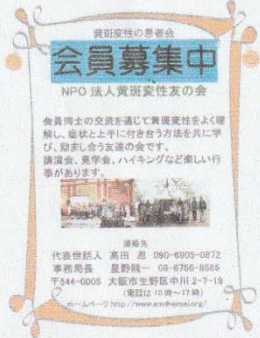 黄斑変性の患者会
会員募集中
NPO 法人黄斑変性友の会
会員同士の交流を通じて黄斑変性をよく理
解し、症状と上手に付き合う方法を共に学
び、励まし合う友達の会です。
講演会、見学会、ハイキングなど楽しい行
事があります。
連絡先
代表世話人 高田 忍 090-6905-0872
事務局長 星野龍一 06-6756-8565
〒544-0005 大阪市生野区中川 2-7-19
(電話は 10 時〜17 時)
ホームページ http://www.